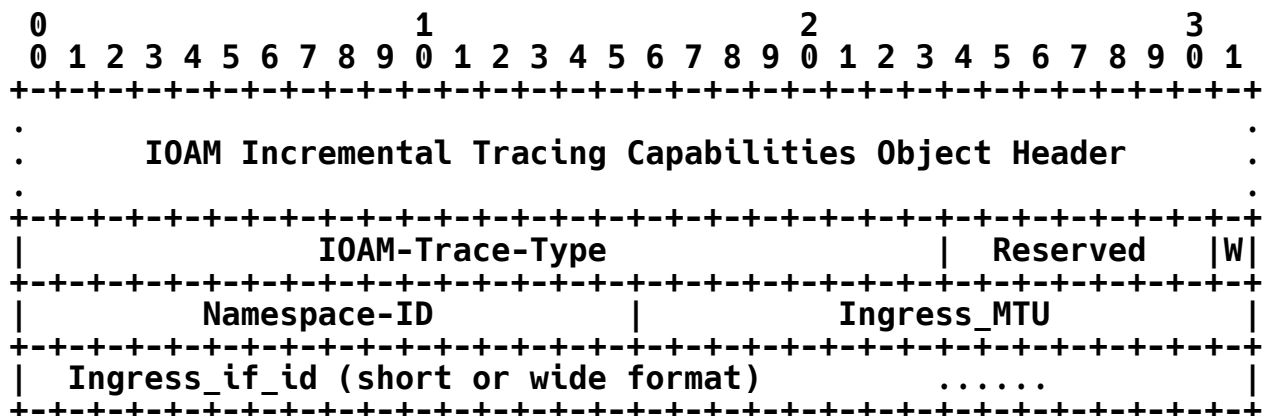 0                   1                   2                   3
 0 1 2 3 4 5 6 7 8 9 0 1 2 3 4 5 6 7 8 9 0 1 2 3 4 5 6 7 8 9 0 1
+-+-+-+-+-+-+-+-+-+-+-+-+-+-+-+-+-+-+-+-+-+-+-+-+-+-+-+-+-+-+-+-+
.                                                               .
.      IOAM Incremental Tracing Capabilities Object Header      .
.                                                               .
+-+-+-+-+-+-+-+-+-+-+-+-+-+-+-+-+-+-+-+-+-+-+-+-+-+-+-+-+-+-+-+-+
|               IOAM-Trace-Type                 |  Reserved   |W|
+-+-+-+-+-+-+-+-+-+-+-+-+-+-+-+-+-+-+-+-+-+-+-+-+-+-+-+-+-+-+-+-+
|         Namespace-ID          |          Ingress_MTU          |
+-+-+-+-+-+-+-+-+-+-+-+-+-+-+-+-+-+-+-+-+-+-+-+-+-+-+-+-+-+-+-+-+
|  Ingress_if_id (short or wide format)         ......          |
+-+-+-+-+-+-+-+-+-+-+-+-+-+-+-+-+-+-+-+-+-+-+-+-+-+-+-+-+-+-+-+-+